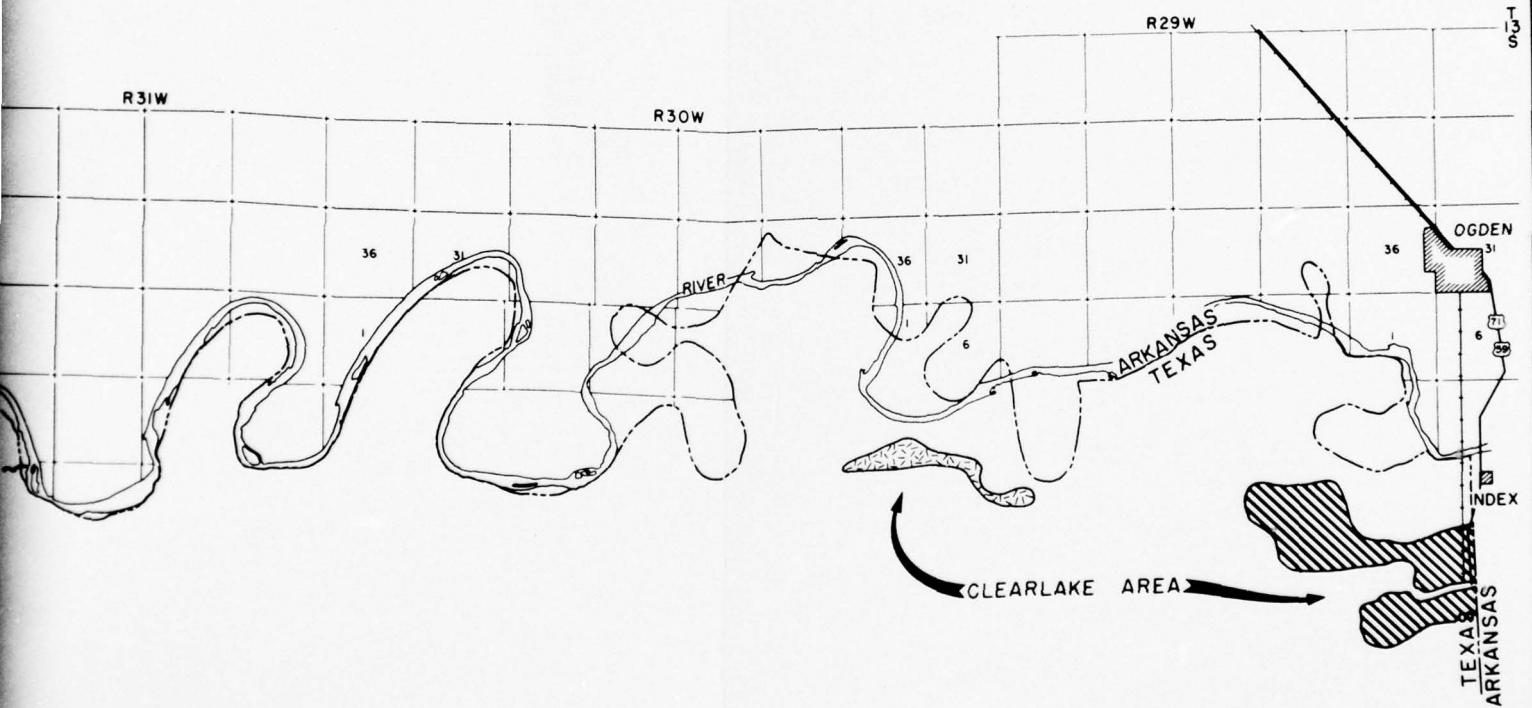 R29W
T
13
S
R31W
R30W
OGDEN
36
31
36
31
36
31
RIVER
71
59
1
1
6
1
6
ARKANSAS
TEXAS
INDEX
CLEARLAKE AREA
TEXAS
ARKANSAS